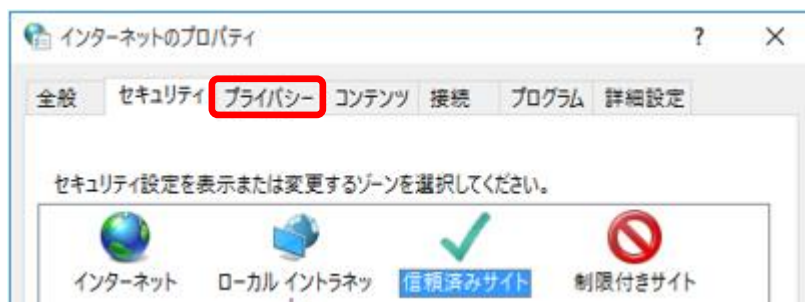 インターネットのプロパティ ? ×
全般 セキュリティ プライバシー コンテンツ 接続 プログラム 詳細設定
セキュリティ設定を表示または変更するゾーンを選択してください。
インターネット ローカル イントラネッ 信頼済みサイト 制限付きサイト